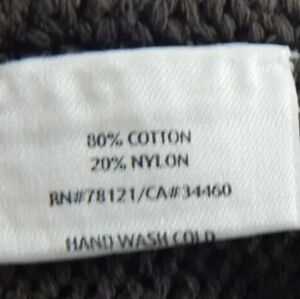 80% COTTON
20% NYLON
RN#78121/CA#34460
HAND WASH COLD